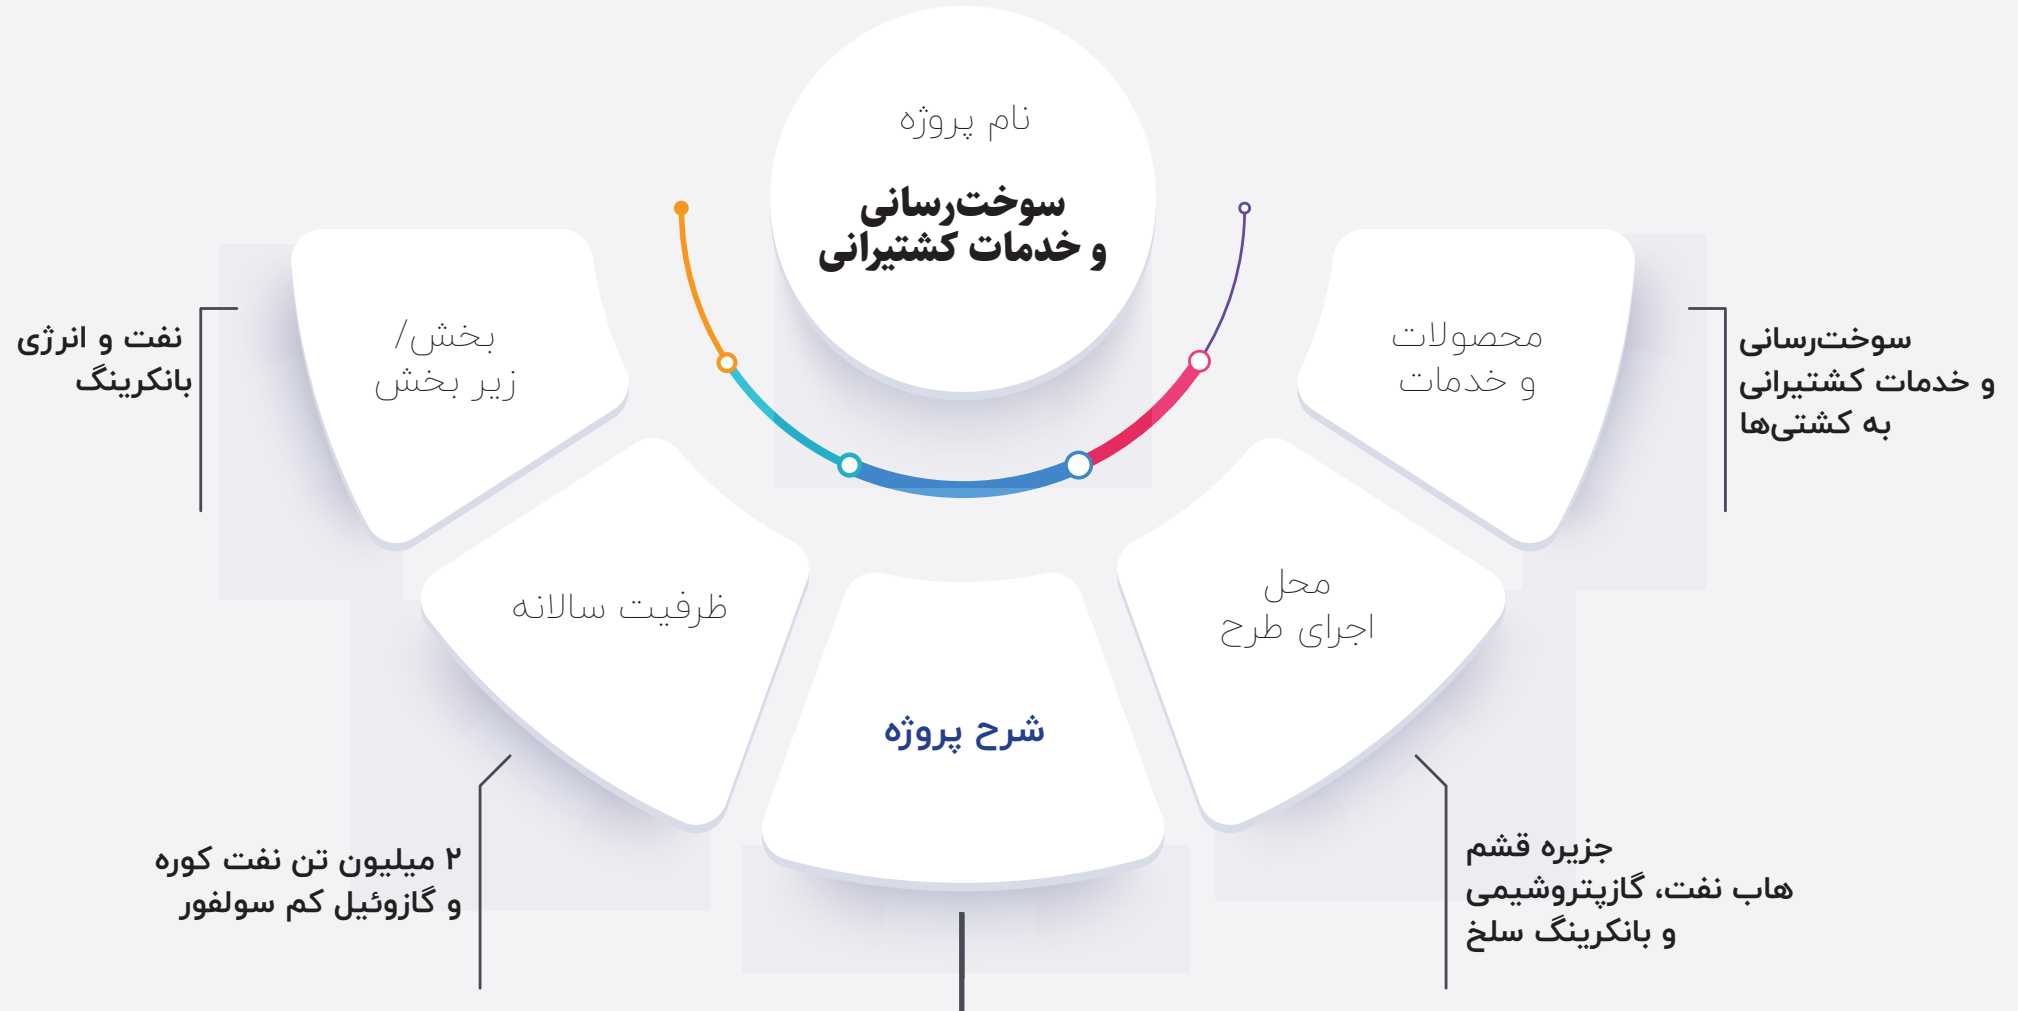 نام پروژه
سوخت‌رسانی
و خدمات کشتیرانی
محصولات
و خدمات
سوخت‌رسانی
و خدمات کشتیرانی
به کشتی‌ها
محل
اجرای طرح
جزیره قشم
هاب نفت، گازپتروشیمی
و بانکرینگ سلخ
شرح پروژه
ظرفیت سالانه
۲ میلیون تن نفت کوره
و گازوئیل کم سولفور
بخش/
زیر بخش
نفت و انرژی
بانکرینگ